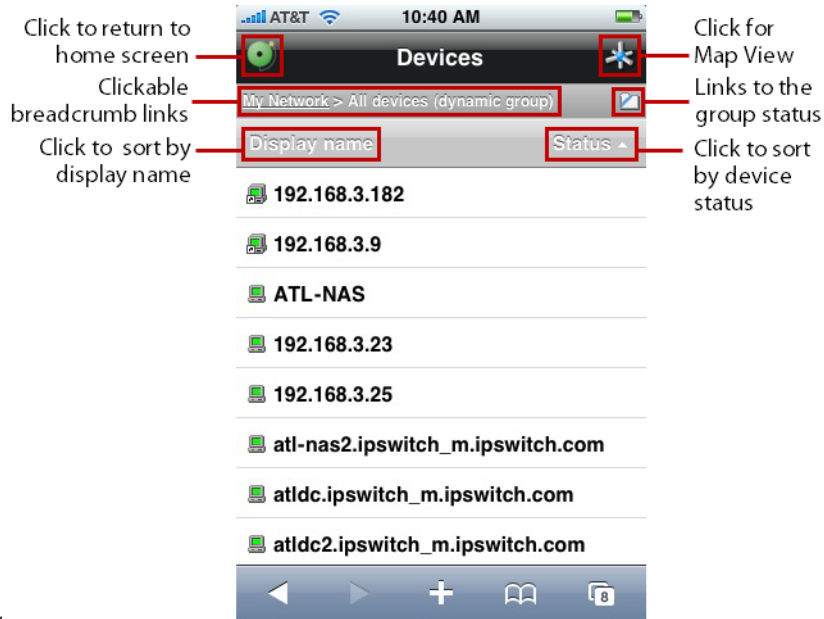 Click to return to
home screen
Clickable
breadcrumb links
Click to sort by
display name
AT&T 10:40 AM
Devices
My Network > All devices (dynamic group)
Display name Status
192.168.3.182
192.168.3.9
ATL-NAS
192.168.3.23
192.168.3.25
atl-nas2.ipswitch_m.ipswitch.com
atldc.ipswitch_m.ipswitch.com
atldc2.ipswitch_m.ipswitch.com
8
Click for
Map View
Links to the
group status
Click to sort
by device
status